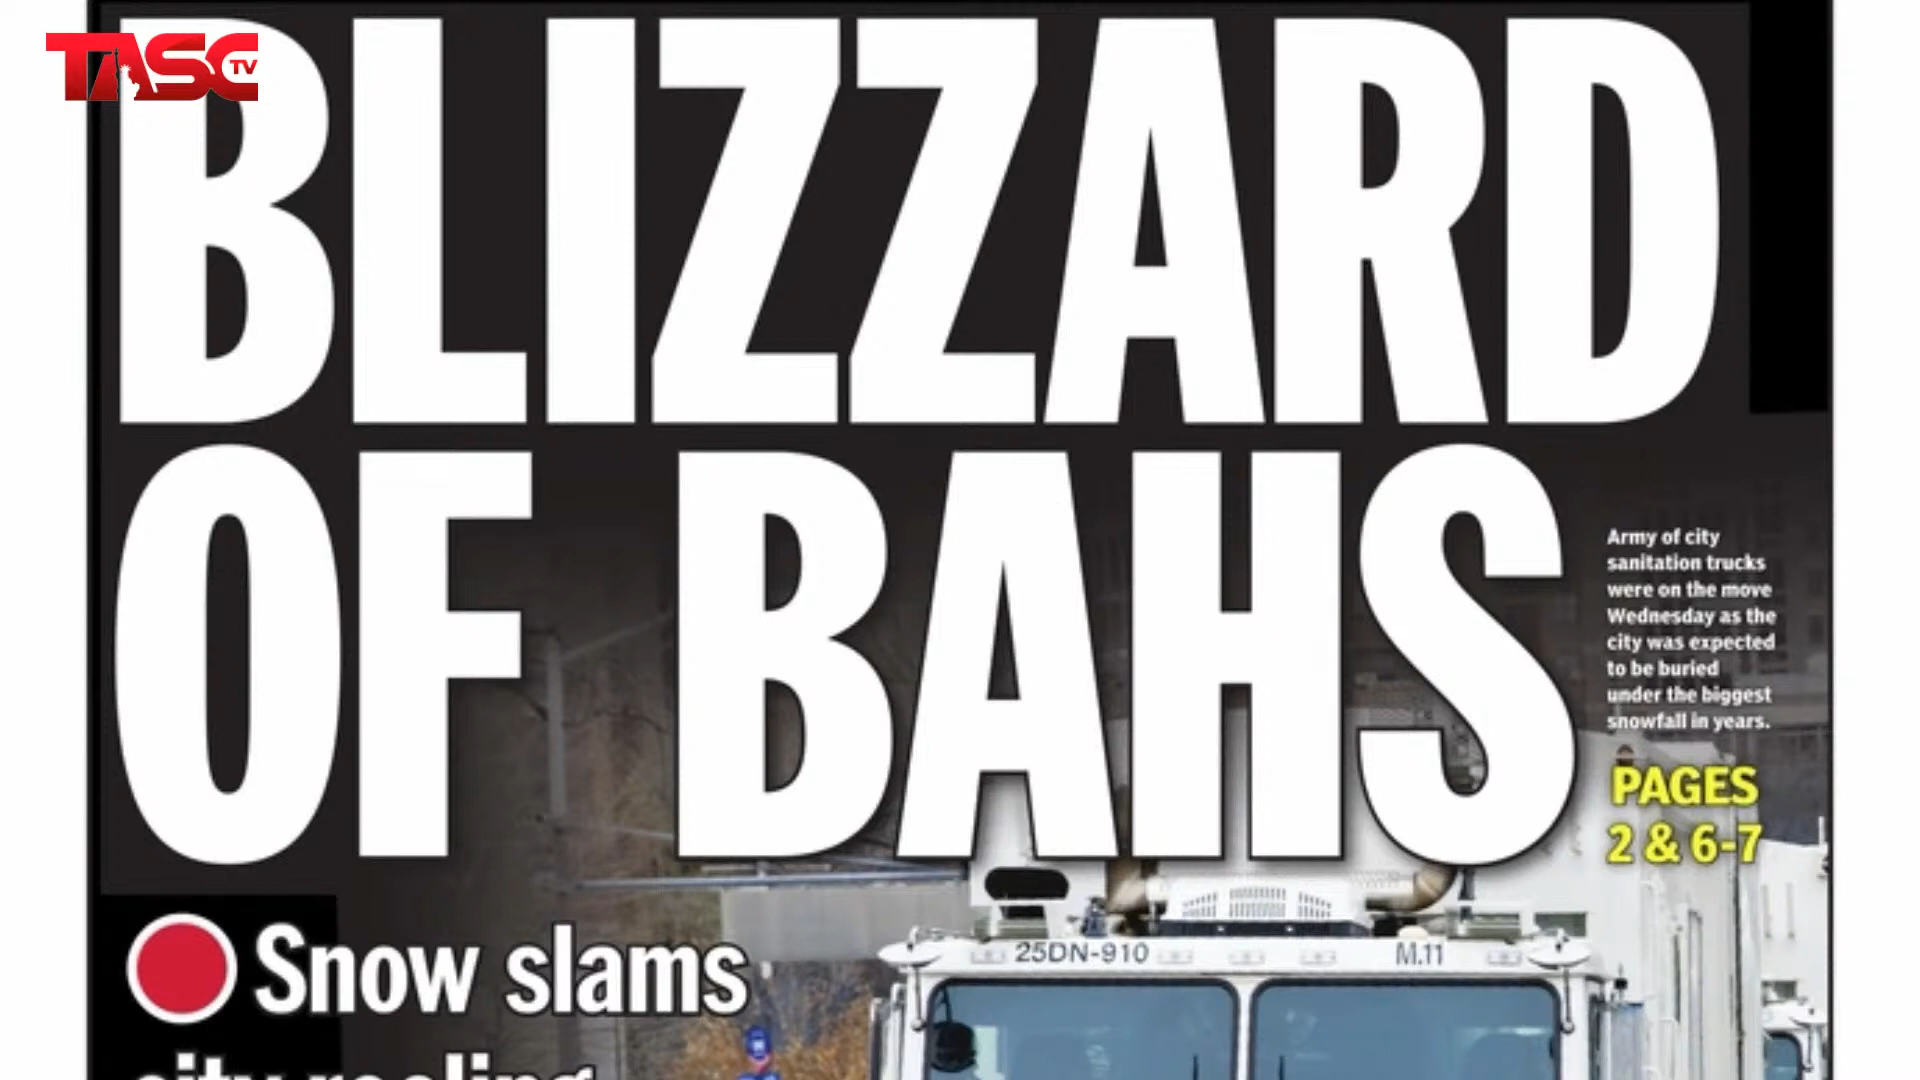 TASC TV
BLIZZARD
OF BAHS
Army of city
sanitation trucks
were on the move
Wednesday as the
city was expected
to be buried
under the biggest
snowfall in years.
PAGES
2 & 6-7
25DN-910
M.11
Snow slams
city reeling